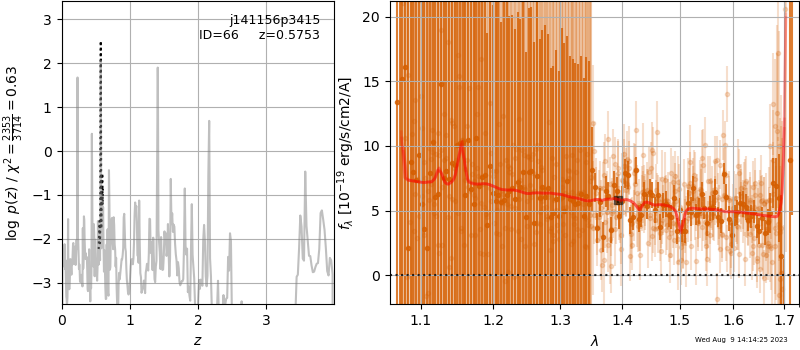 j141156p3415
ID=66 z=0.5753
log p(z) / χ² = 2353/3714 = 0.63
3
2
1
0
−1
−2
−3
0 1 2 3
z
fλ [10⁻¹⁹ erg/s/cm2/A]
20
15
10
5
0
1.1 1.2 1.3 1.4 1.5 1.6 1.7
λ
Wed Aug 9 14:14:25 2023